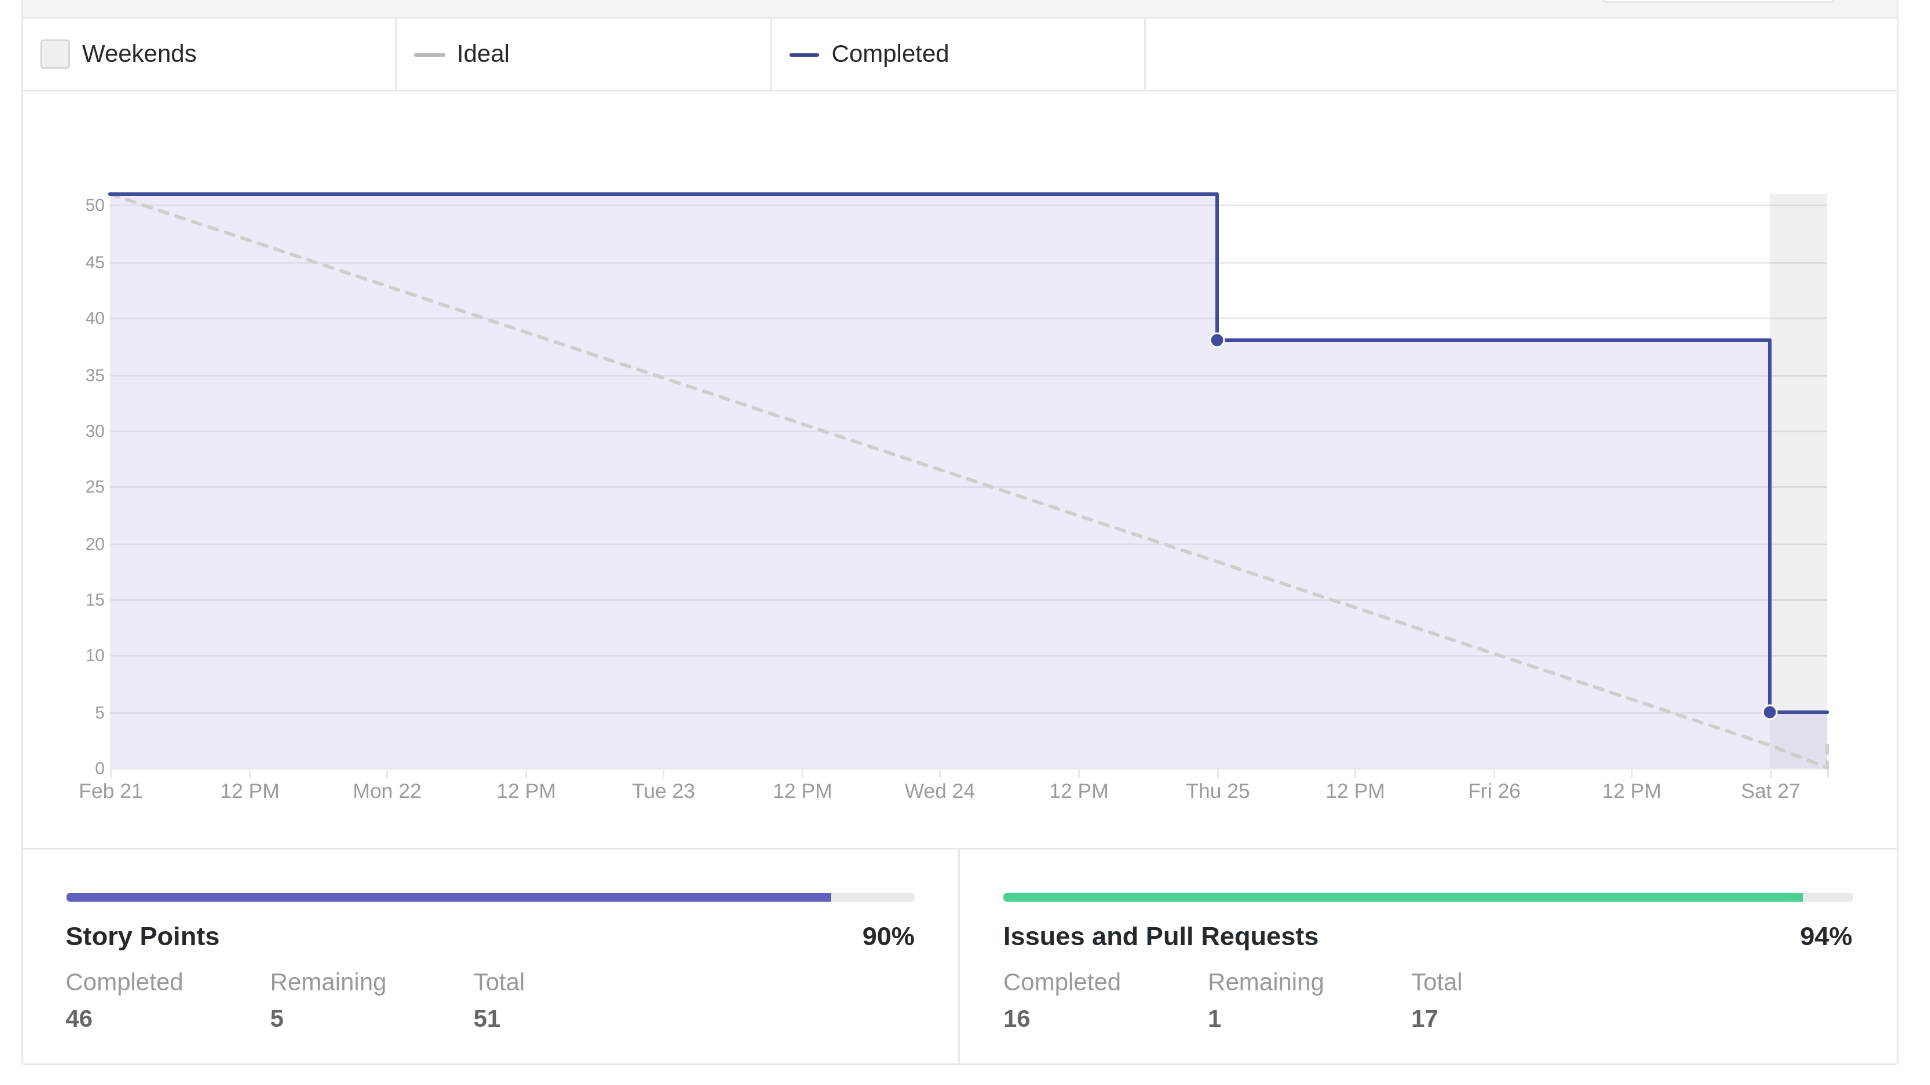 Weekends Ideal Completed
50
45
40
35
30
25
20
15
10
5
0
Feb 21 12 PM Mon 22 12 PM Tue 23 12 PM Wed 24 12 PM Thu 25 12 PM Fri 26 12 PM Sat 27
Story Points 90%
Completed Remaining Total
46 5 51
Issues and Pull Requests 94%
Completed Remaining Total
16 1 17